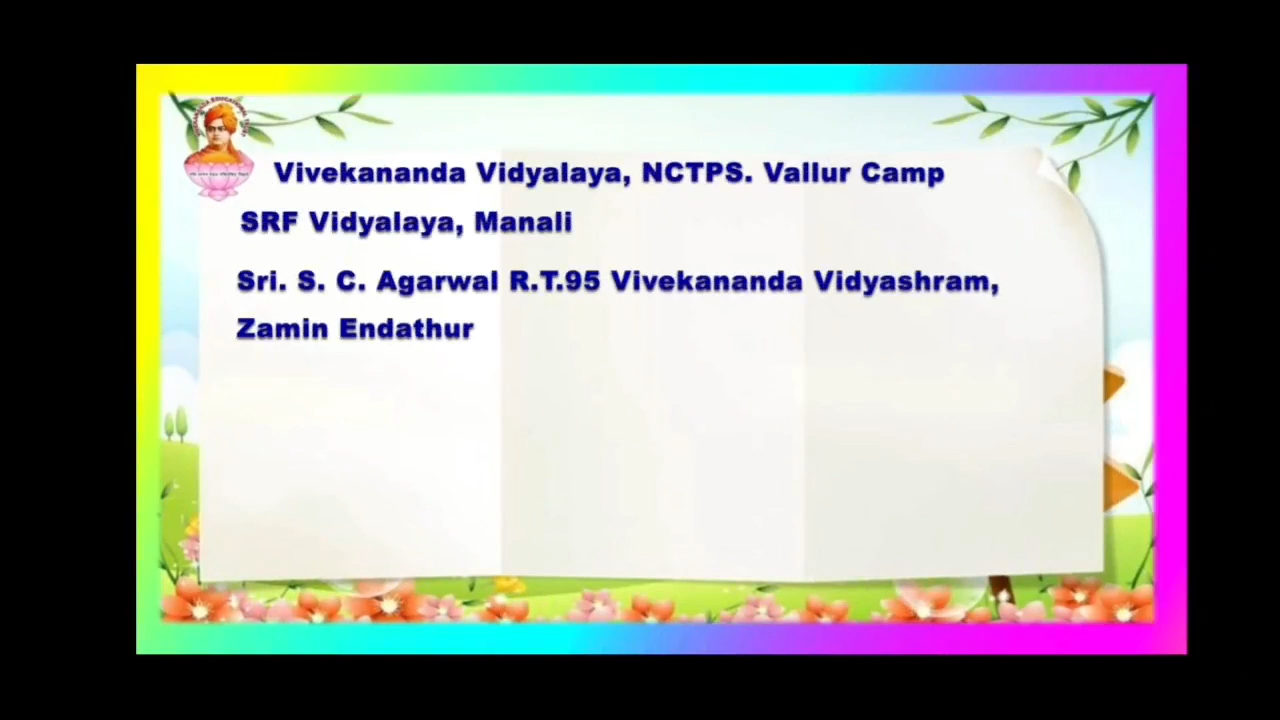 Vivekananda Vidyalaya, NCTPS. Vallur Camp
SRF Vidyalaya, Manali
Sri. S. C. Agarwal R.T.95 Vivekananda Vidyashram,
Zamin Endathur